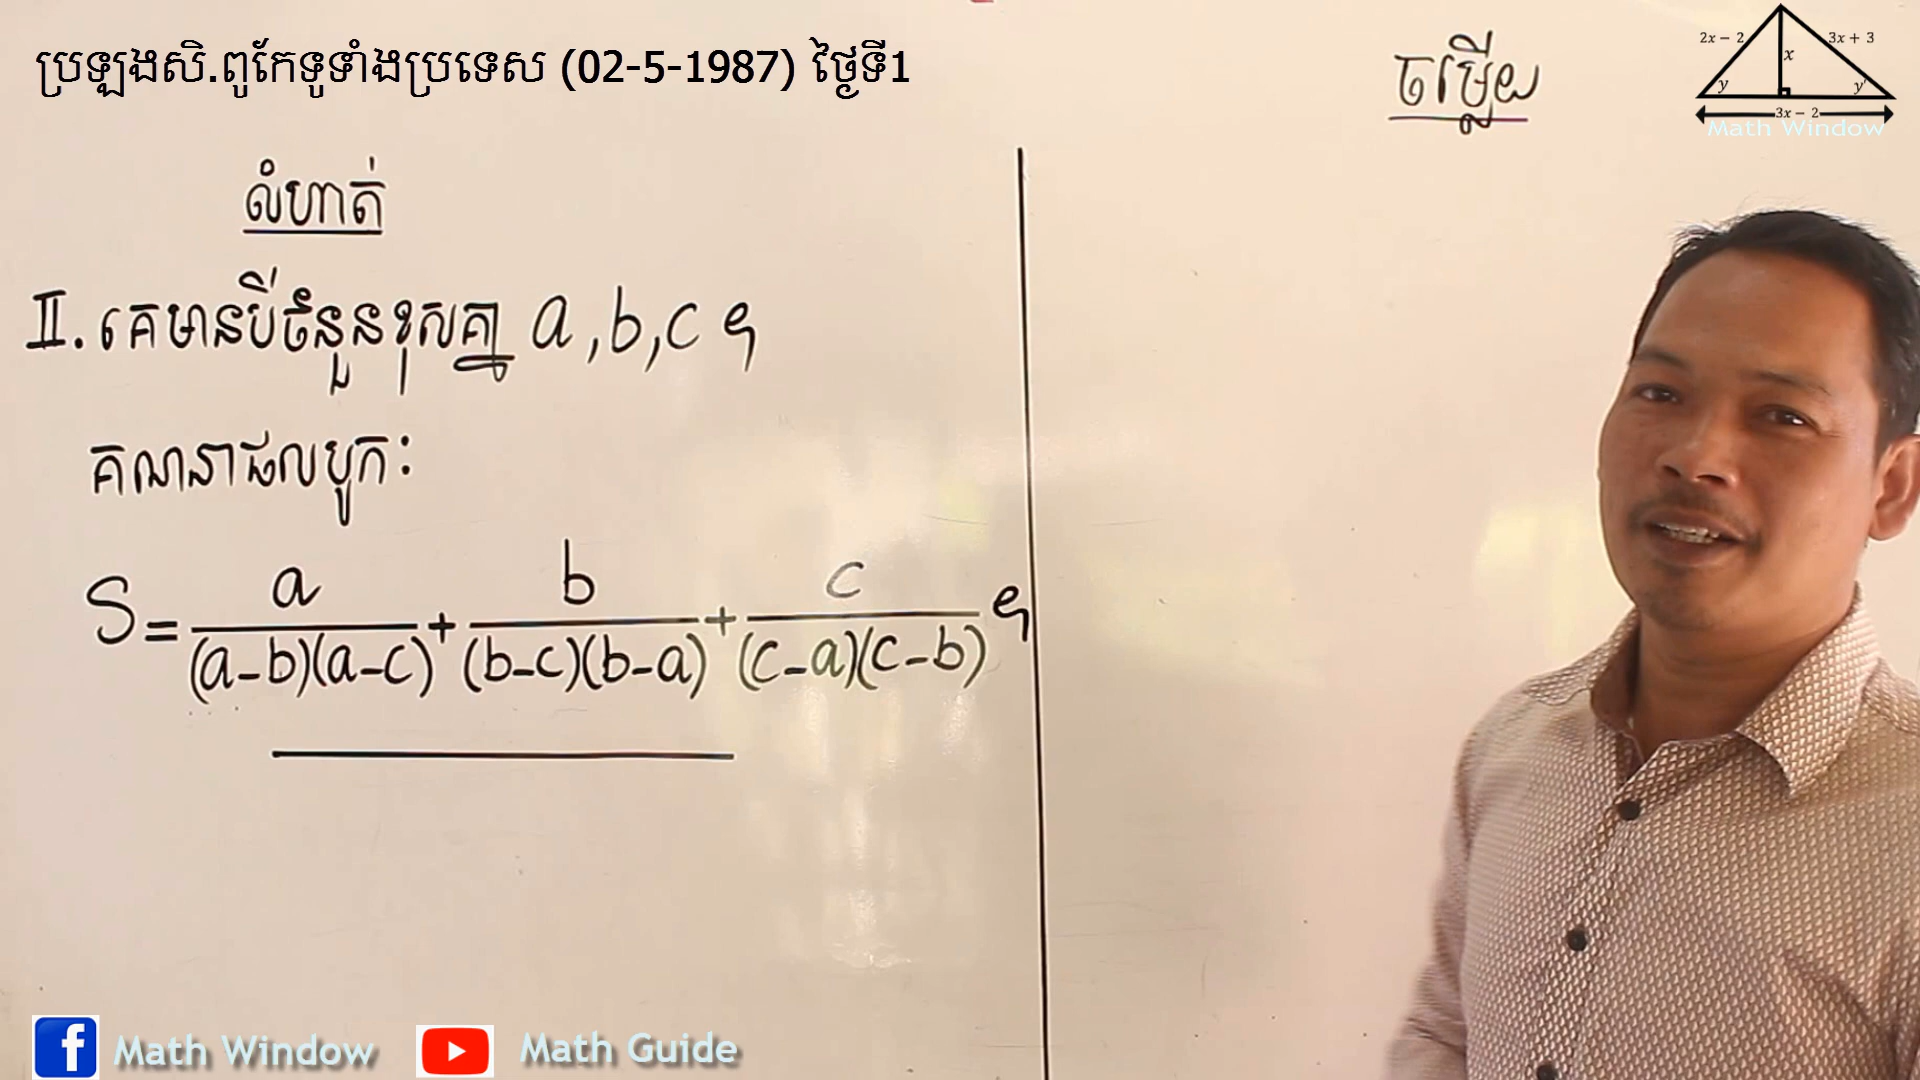 ប្រឡងសិ.ពូកែទូទាំងប្រទេស (02-5-1987) ថ្ងៃទី1
ចម្លើយ
2x − 2
3x + 3
x
y
y'
3x − 2
Math Window
លំហាត់
II. គេមានបីចំនួនខុសគ្នា a , b , c ។
គណនាផលបូក:
S = a/(a-b)(a-c) + b/(b-c)(b-a) + c/(c-a)(c-b) ។
Math Window
Math Guide